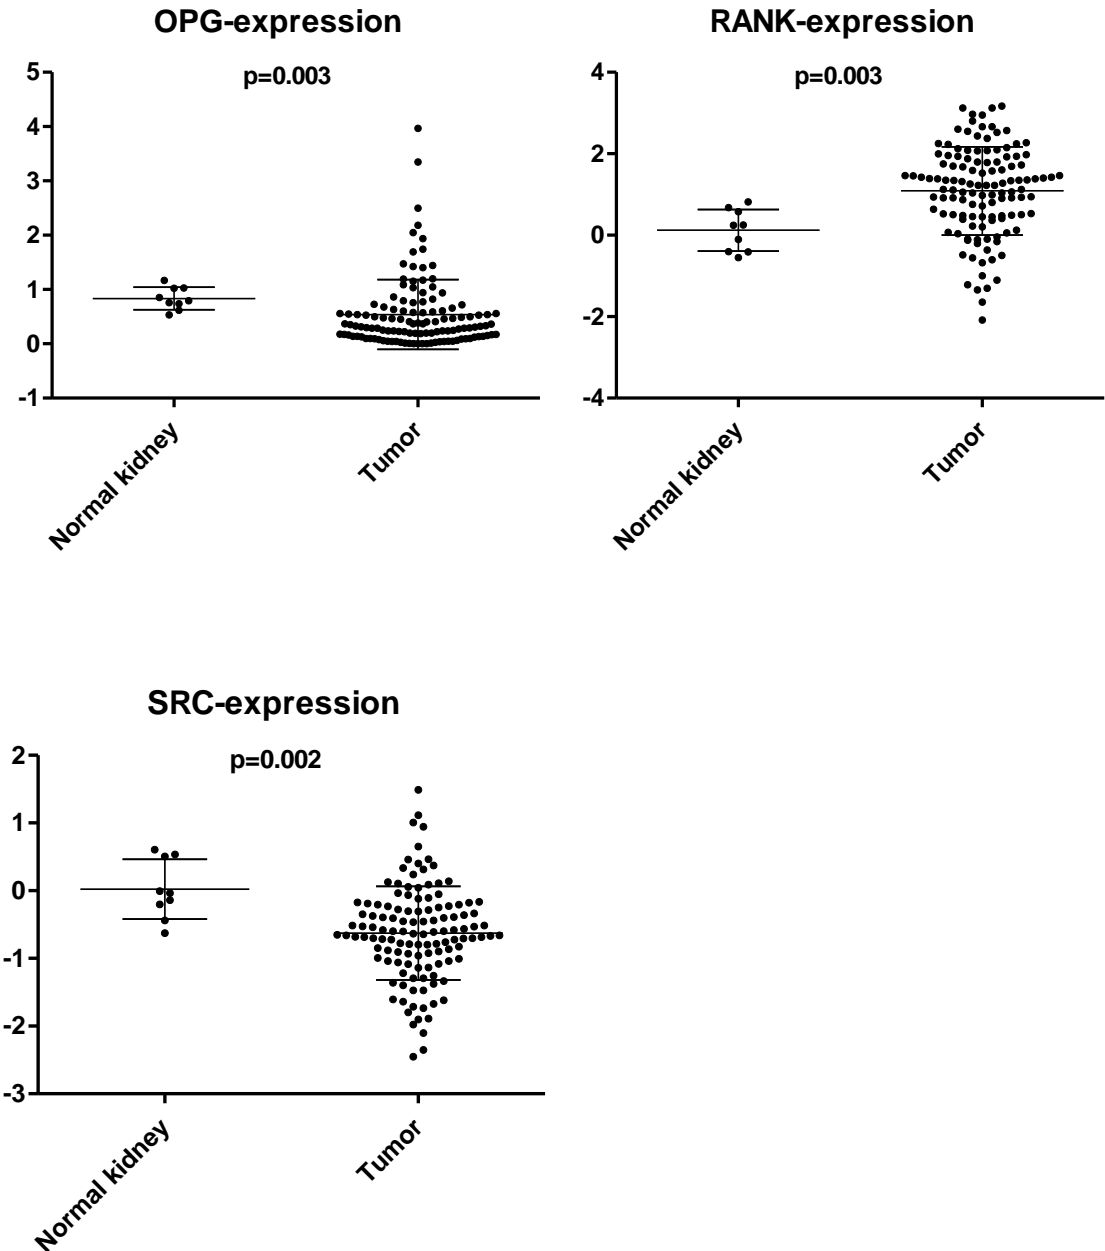 OPG-expression
p=0.003
5
4
3
2
1
0
-1
Normal kidney
Tumor
RANK-expression
p=0.003
4
2
0
-2
-4
Normal kidney
Tumor
SRC-expression
p=0.002
2
1
0
-1
-2
-3
Normal kidney
Tumor